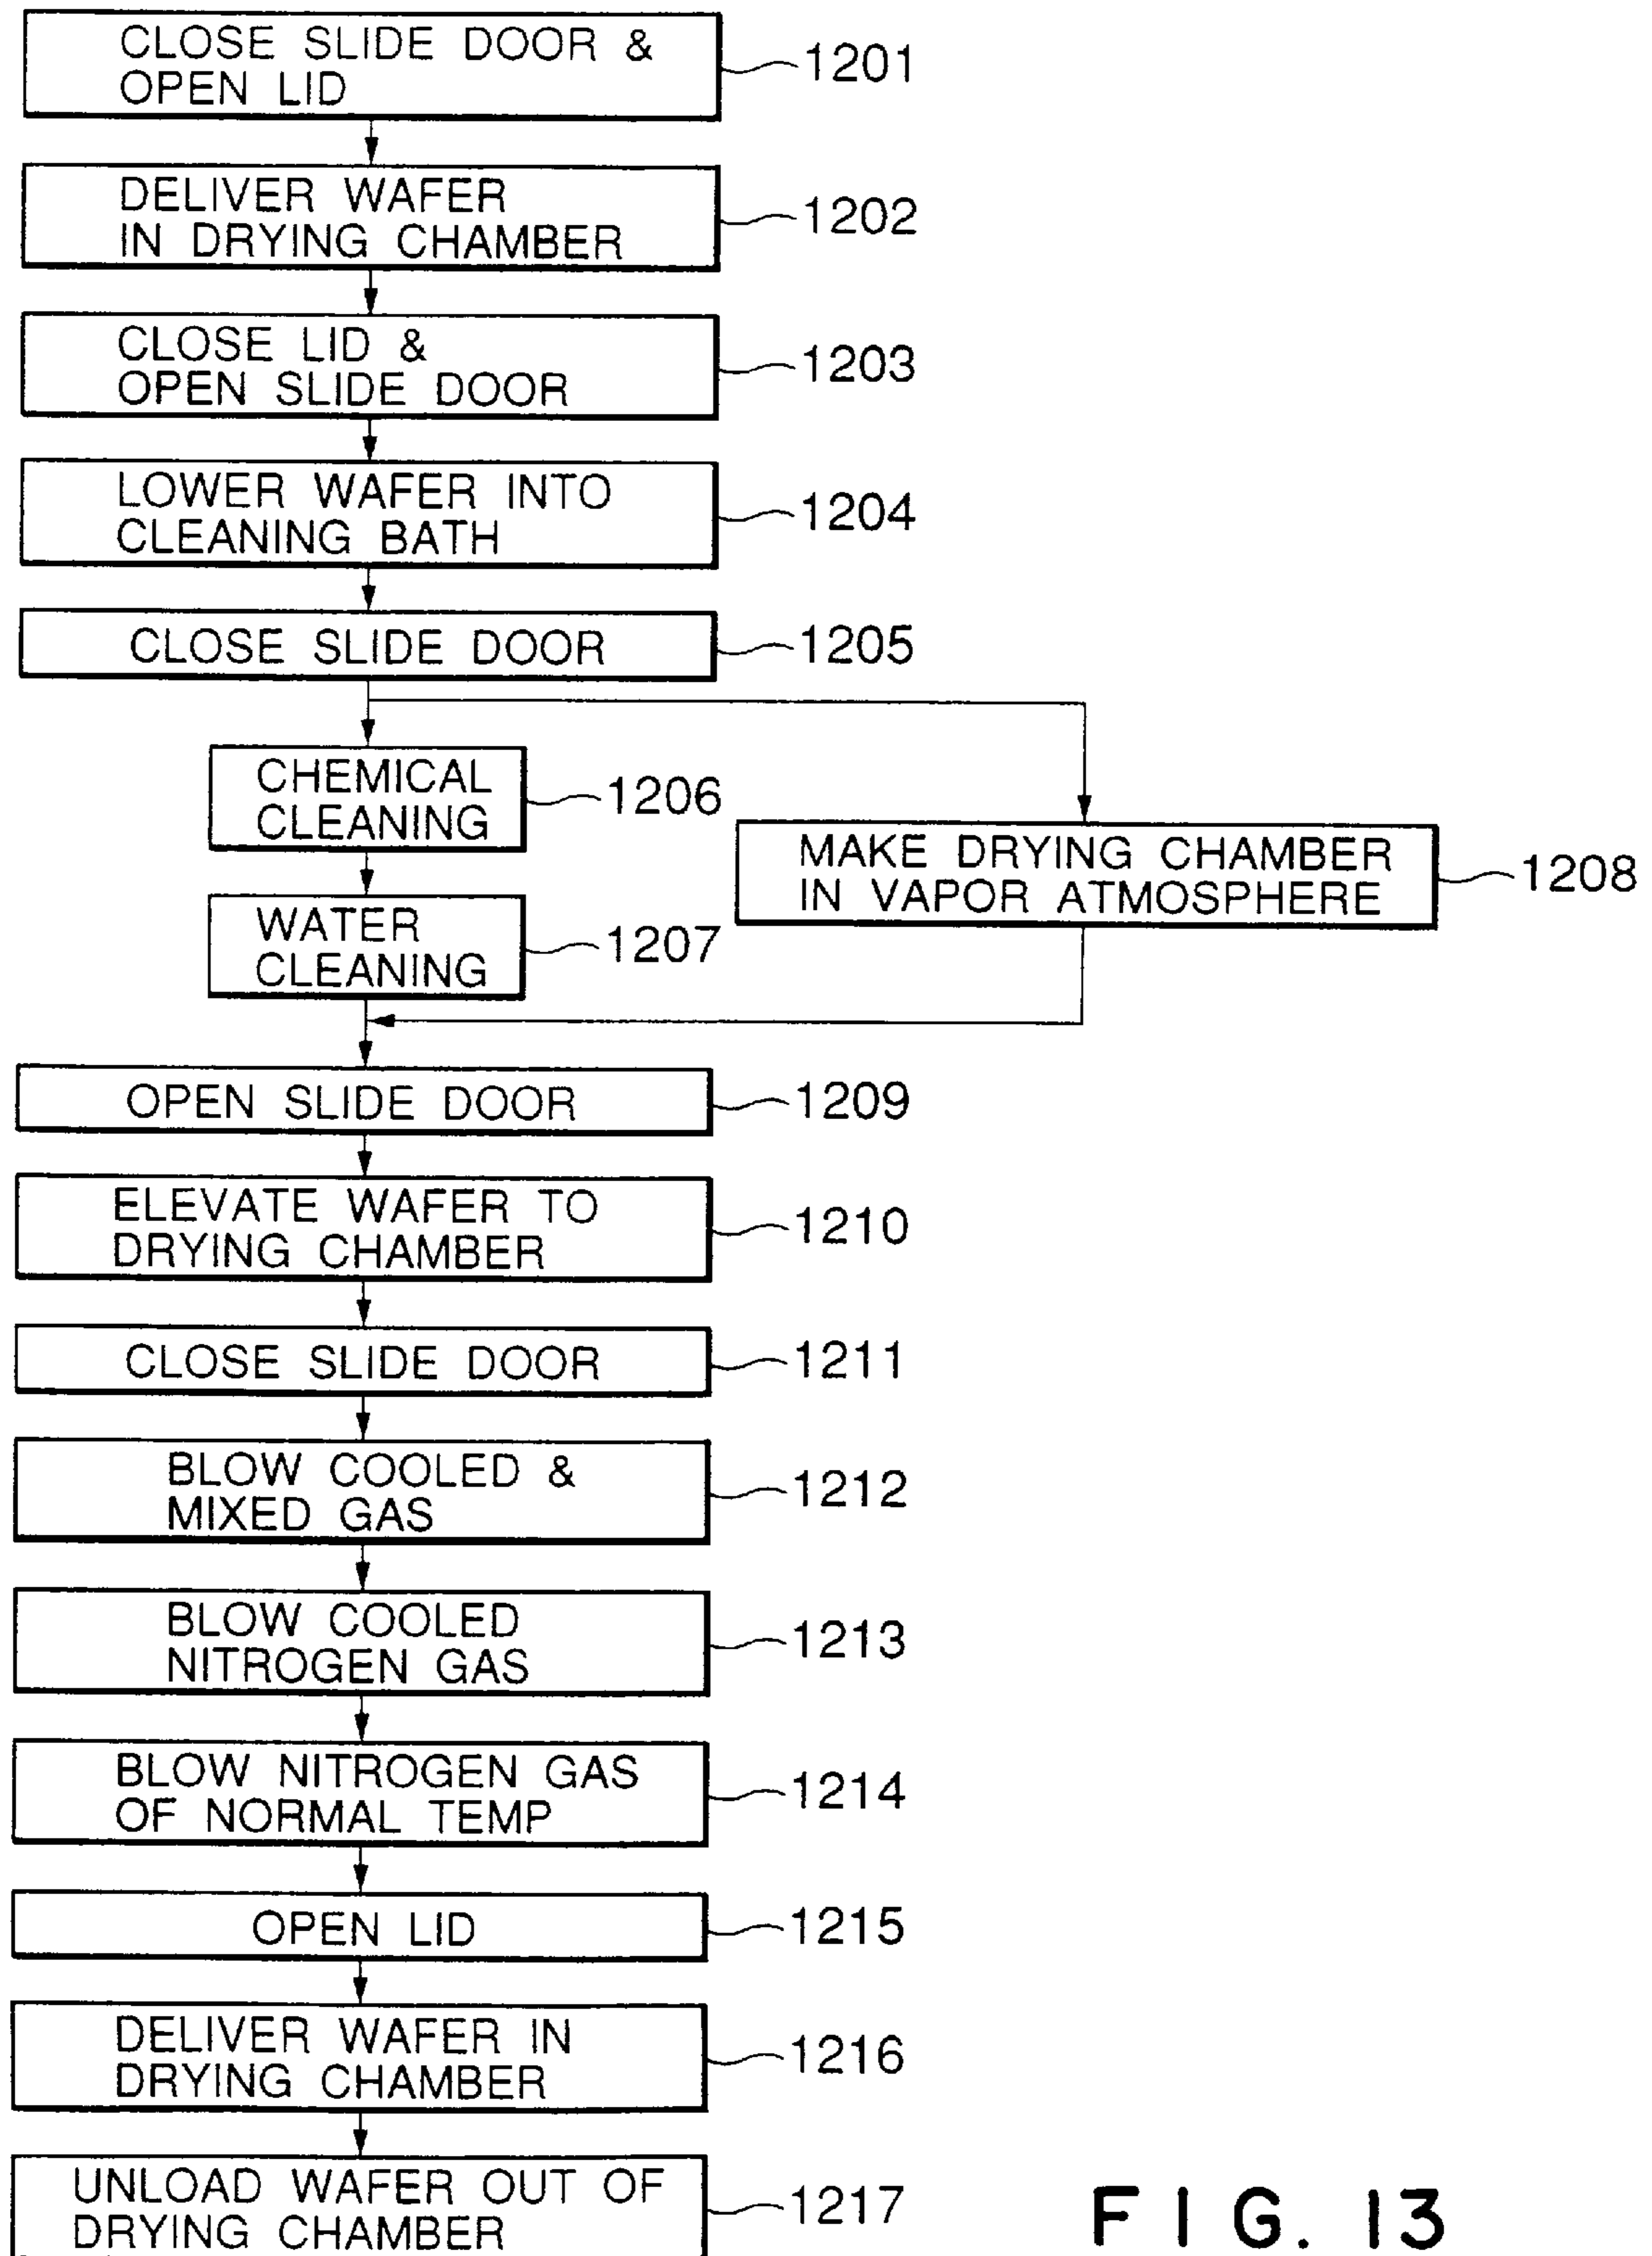 CLOSE SLIDE DOOR &
OPEN LID
1201
DELIVER WAFER
IN DRYING CHAMBER
1202
CLOSE LID &
OPEN SLIDE DOOR
1203
LOWER WAFER INTO
CLEANING BATH
1204
CLOSE SLIDE DOOR
1205
CHEMICAL
CLEANING
1206
WATER
CLEANING
1207
MAKE DRYING CHAMBER
IN VAPOR ATMOSPHERE
1208
OPEN SLIDE DOOR
1209
ELEVATE WAFER TO
DRYING CHAMBER
1210
CLOSE SLIDE DOOR
1211
BLOW COOLED &
MIXED GAS
1212
BLOW COOLED
NITROGEN GAS
1213
BLOW NITROGEN GAS
OF NORMAL TEMP
1214
OPEN LID
1215
DELIVER WAFER IN
DRYING CHAMBER
1216
UNLOAD WAFER OUT OF
DRYING CHAMBER
1217
FIG. 13